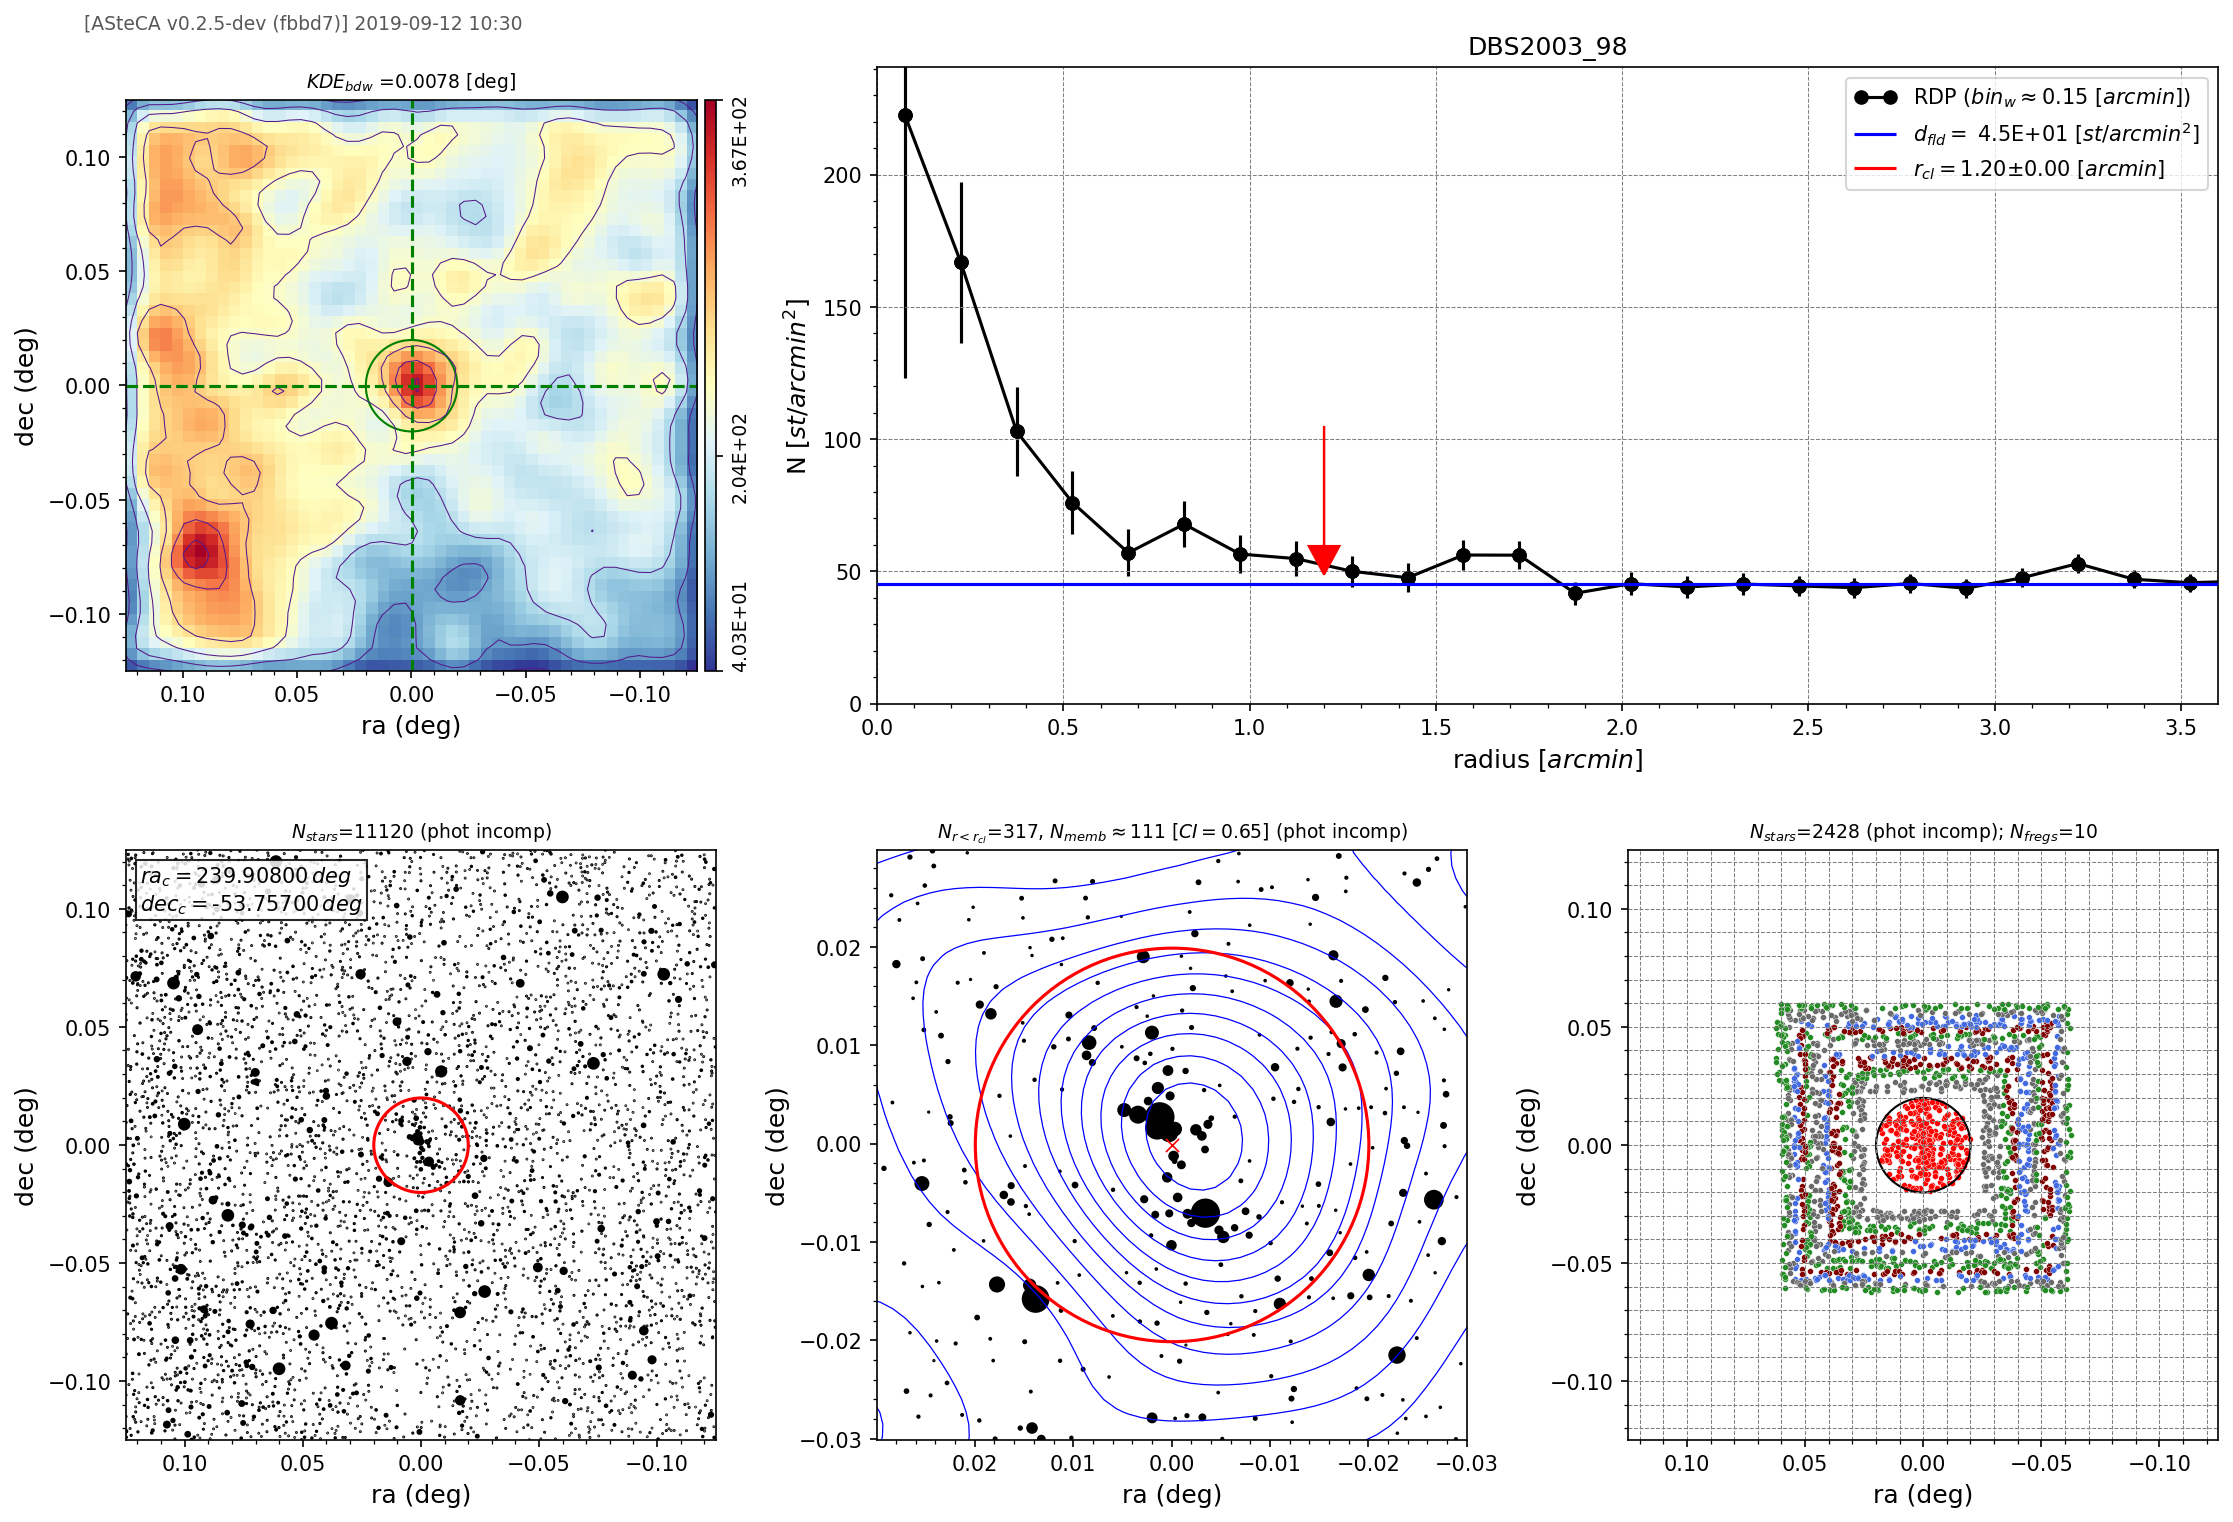 [ASteCA v0.2.5-dev (fbbd7)] 2019-09-12 10:30
KDE_bdw =0.0078 [deg]
0.10
0.05
0.00
−0.05
−0.10
dec (deg)
0.10 0.05 0.00 −0.05 −0.10
ra (deg)
3.67E+02
2.04E+02
4.03E+01
DBS2003_98
RDP (bin_w≈0.15 [arcmin])
d_fld = 4.5E+01 [st/arcmin²]
r_cl =1.20±0.00 [arcmin]
200
150
100
50
0
N [st/arcmin²]
0.0 0.5 1.0 1.5 2.0 2.5 3.0 3.5
radius [arcmin]
N_stars=11120 (phot incomp)
ra_c = 239.90800 deg
dec_c = -53.75700 deg
0.10
0.05
0.00
−0.05
−0.10
dec (deg)
0.10 0.05 0.00 −0.05 −0.10
ra (deg)
N_r<r_cl=317, N_memb≈111 [CI = 0.65] (phot incomp)
0.02
0.01
0.00
−0.01
−0.02
−0.03
dec (deg)
0.02 0.01 0.00 −0.01 −0.02 −0.03
ra (deg)
N_stars=2428 (phot incomp); N_fregs=10
0.10
0.05
0.00
−0.05
−0.10
dec (deg)
0.10 0.05 0.00 −0.05 −0.10
ra (deg)